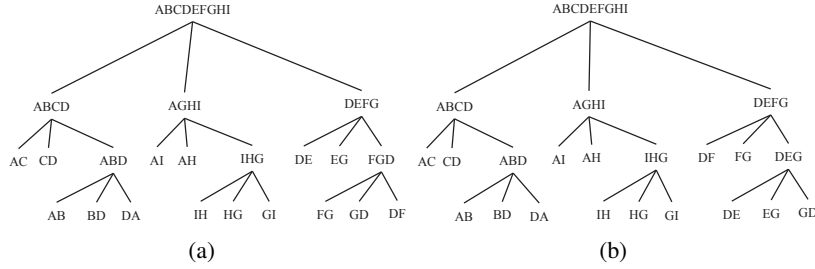 ABCDEFGHI ABCDEFGHI
ABCD AGHI DEFG ABCD AGHI DEFG
AC CD ABD AI AH IHG DE EG FGD AC CD ABD AI AH IHG DF FG DEG
AB BD DA IH HG GI FG GD DF AB BD DA IH HG GI DE EG GD
(a) (b)